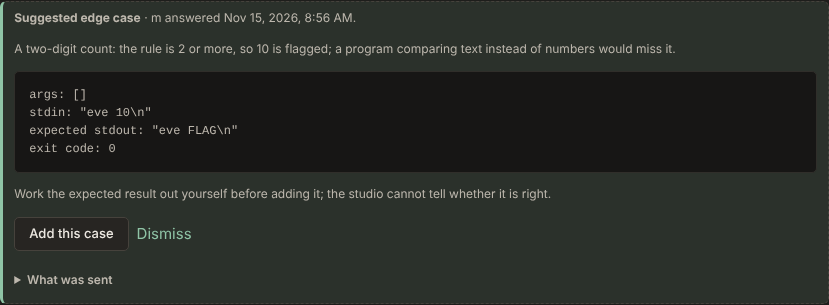 Suggested edge case · m answered Nov 15, 2026, 8:56 AM.
A two-digit count: the rule is 2 or more, so 10 is flagged; a program comparing text instead of numbers would miss it.
args: []
stdin: "eve 10\n"
expected stdout: "eve FLAG\n"
exit code: 0
Work the expected result out yourself before adding it; the studio cannot tell whether it is right.
Add this case Dismiss
▶ What was sent